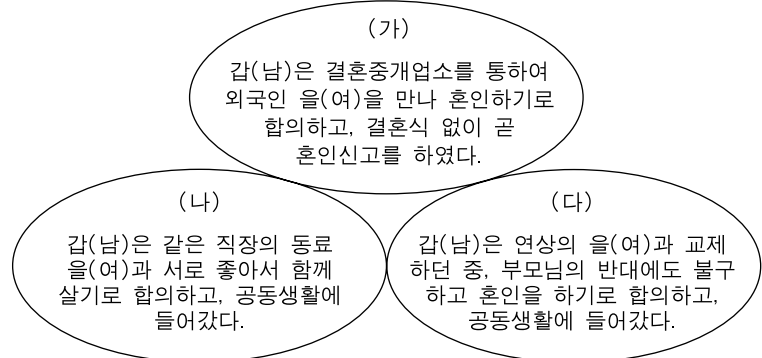 (가)
갑(남)은 결혼중개업소를 통하여
외국인 을(여)을 만나 혼인하기로
합의하고, 결혼식 없이 곧
혼인신고를 하였다.
(나)
갑(남)은 같은 직장의 동료
을(여)과 서로 좋아서 함께
살기로 합의하고, 공동생활에
들어갔다.
(다)
갑(남)은 연상의 을(여)과 교제
하던 중, 부모님의 반대에도 불구
하고 혼인을 하기로 합의하고,
공동생활에 들어갔다.